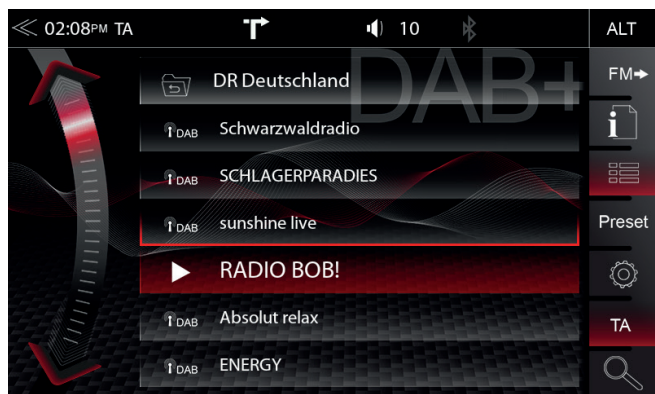 02:08PM TA
10
ALT
DAB+
DR Deutschland
DAB Schwarzwaldradio
DAB SCHLAGERPARADIES
DAB sunshine live
RADIO BOB!
DAB Absolut relax
DAB ENERGY
FM
i
Preset
TA